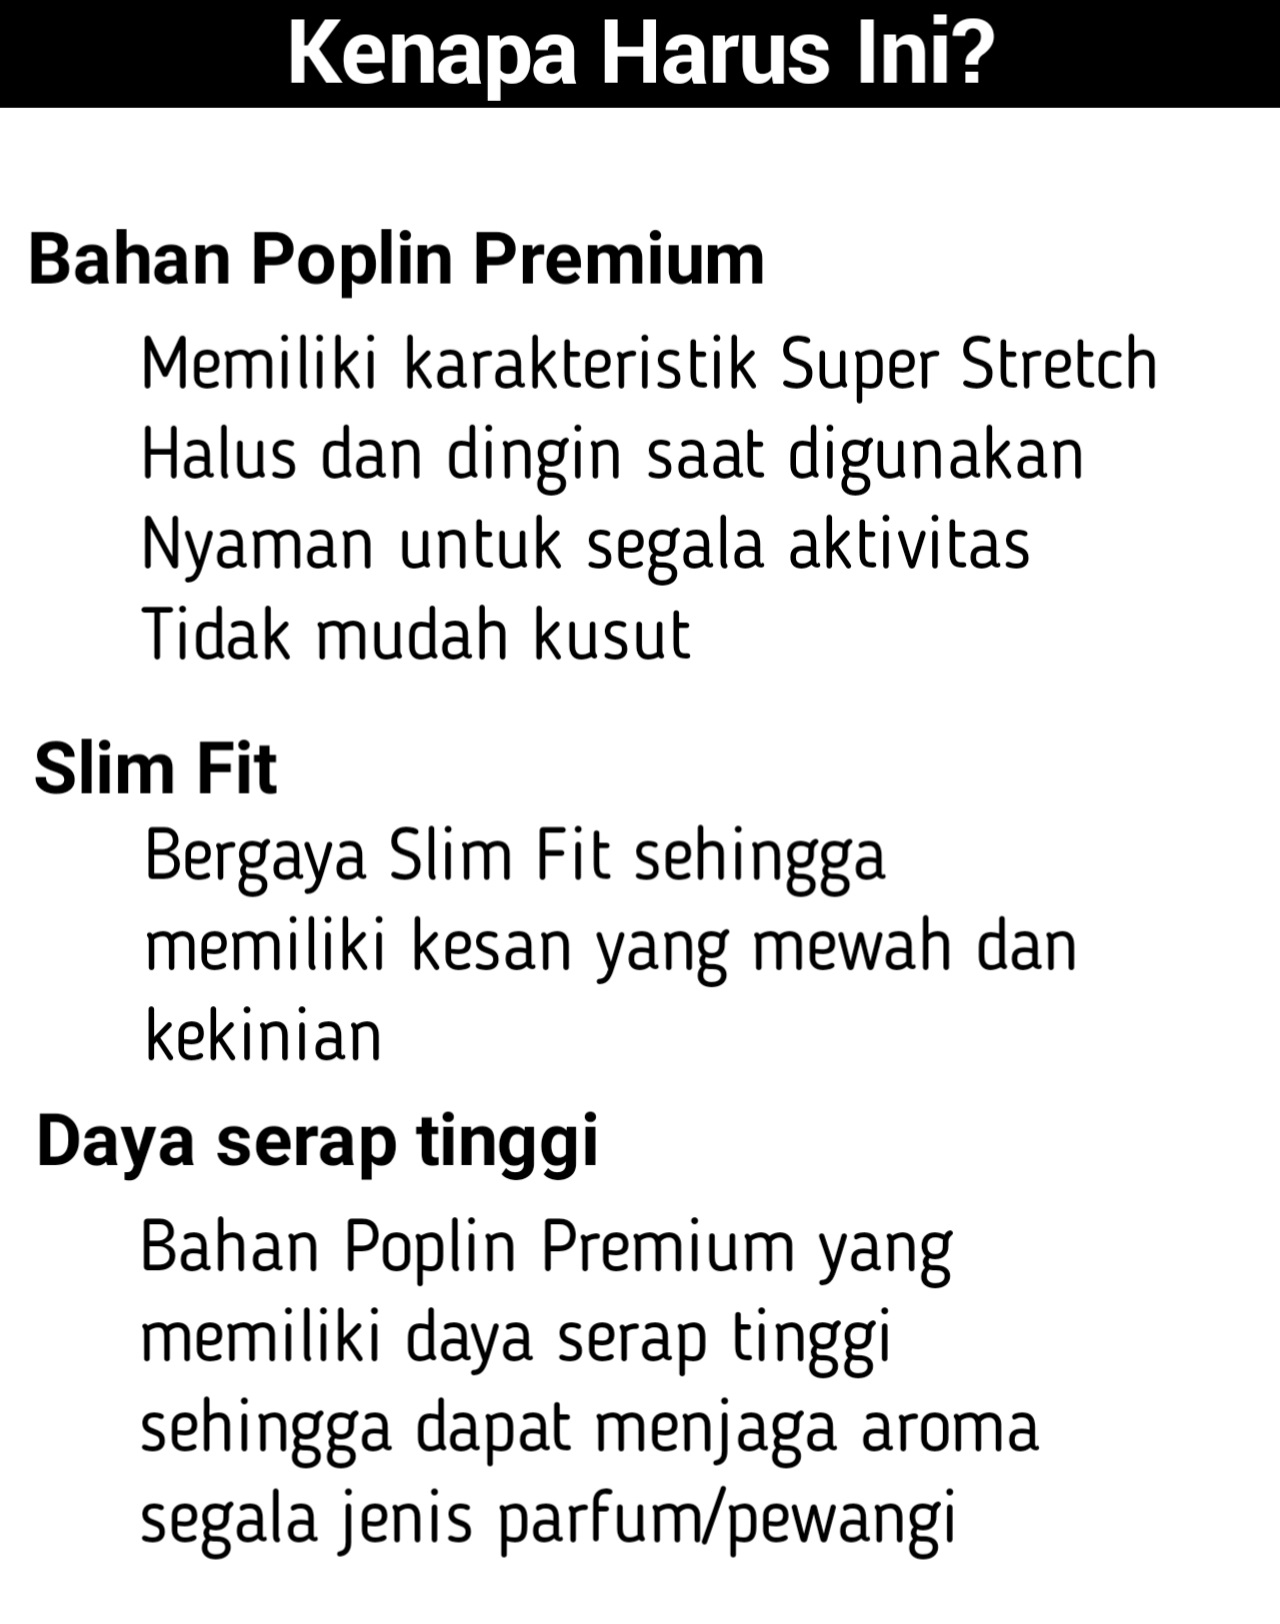 Kenapa Harus Ini?
Bahan Poplin Premium
Memiliki karakteristik Super Stretch
Halus dan dingin saat digunakan
Nyaman untuk segala aktivitas
Tidak mudah kusut
Slim Fit
Bergaya Slim Fit sehingga
memiliki kesan yang mewah dan
kekinian
Daya serap tinggi
Bahan Poplin Premium yang
memiliki daya serap tinggi
sehingga dapat menjaga aroma
segala jenis parfum/pewangi